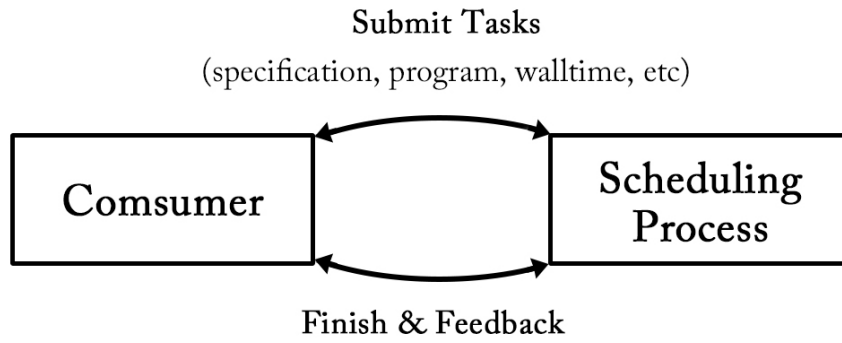 Submit Tasks
(specification, program, walltime, etc)
Comsumer
Scheduling
Process
Finish & Feedback